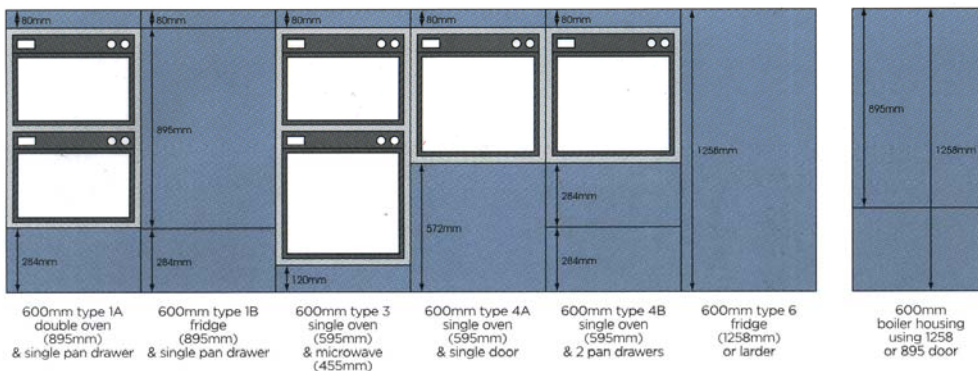 80mm
80mm
80mm
80mm
80mm
895mm
895mm
1258mm
1258mm
284mm
284mm
120mm
572mm
284mm
284mm
600mm type 1A
double oven
(895mm)
& single pan drawer
600mm type 1B
fridge
(895mm)
& single pan drawer
600mm type 3
single oven
(595mm)
& microwave
(455mm)
600mm type 4A
single oven
(595mm)
& single door
600mm type 4B
single oven
(595mm)
& 2 pan drawers
600mm type 6
fridge
(1258mm)
or larder
600mm
boiler housing
using 1258
or 895 door